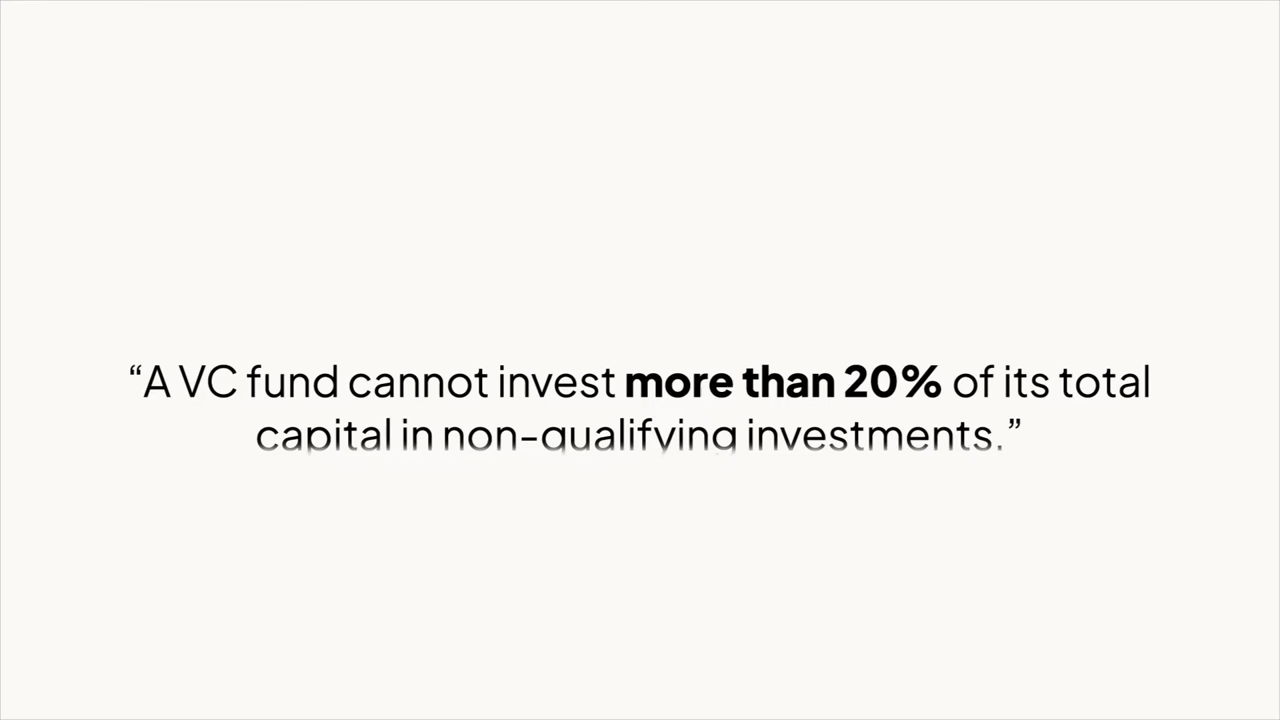 “A VC fund cannot invest more than 20% of its total
capital in non-qualifying investments.”